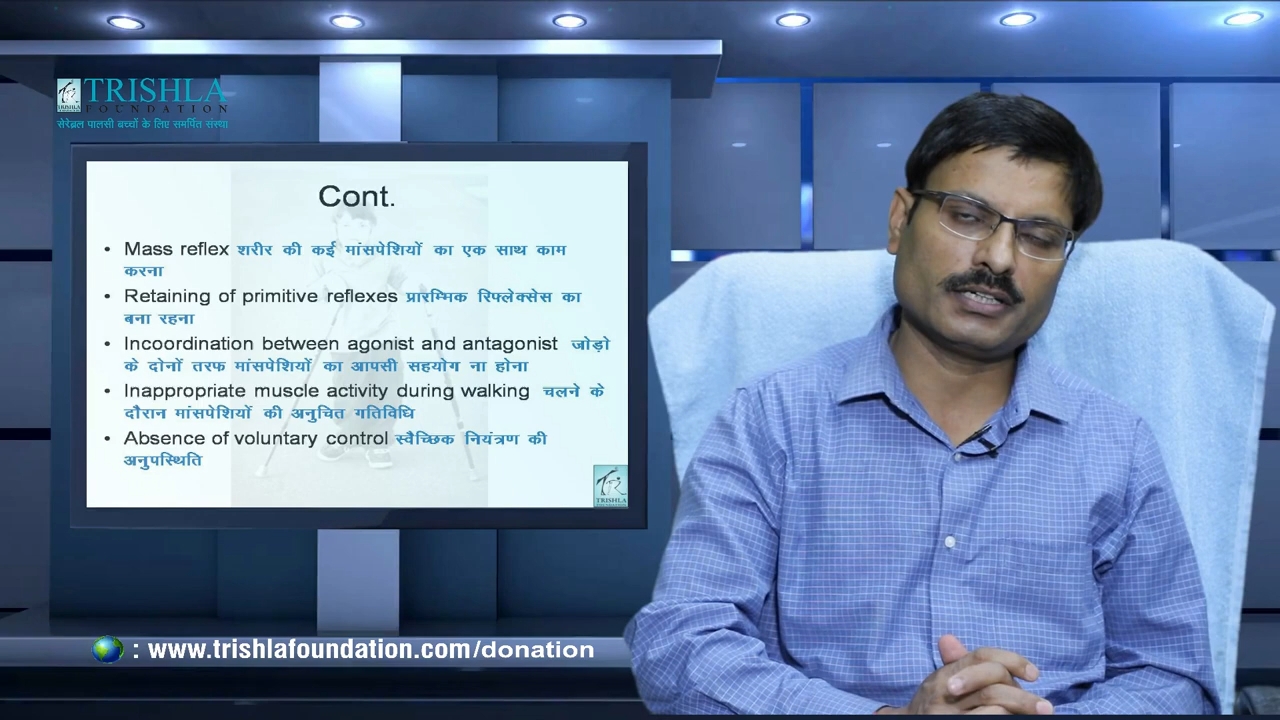 TRISHLA
FOUNDATION
सेरेब्रल पालसी बच्चों के लिए समर्पित संस्था
Cont.
• Mass reflex शरीर की कई मांसपेशियों का एक साथ काम
करना
• Retaining of primitive reflexes प्रारम्भिक रिफ्लेक्सेस का
बना रहना
• Incoordination between agonist and antagonist जोड़ो
के दोनों तरफ मांसपेशियों का आपसी सहयोग ना होना
• Inappropriate muscle activity during walking चलने के
दौरान मांसपेशियों की अनुचित गतिविधि
• Absence of voluntary control स्वैच्छिक नियंत्रण की
अनुपस्थिति
TRISHLA
: www.trishlafoundation.com/donation